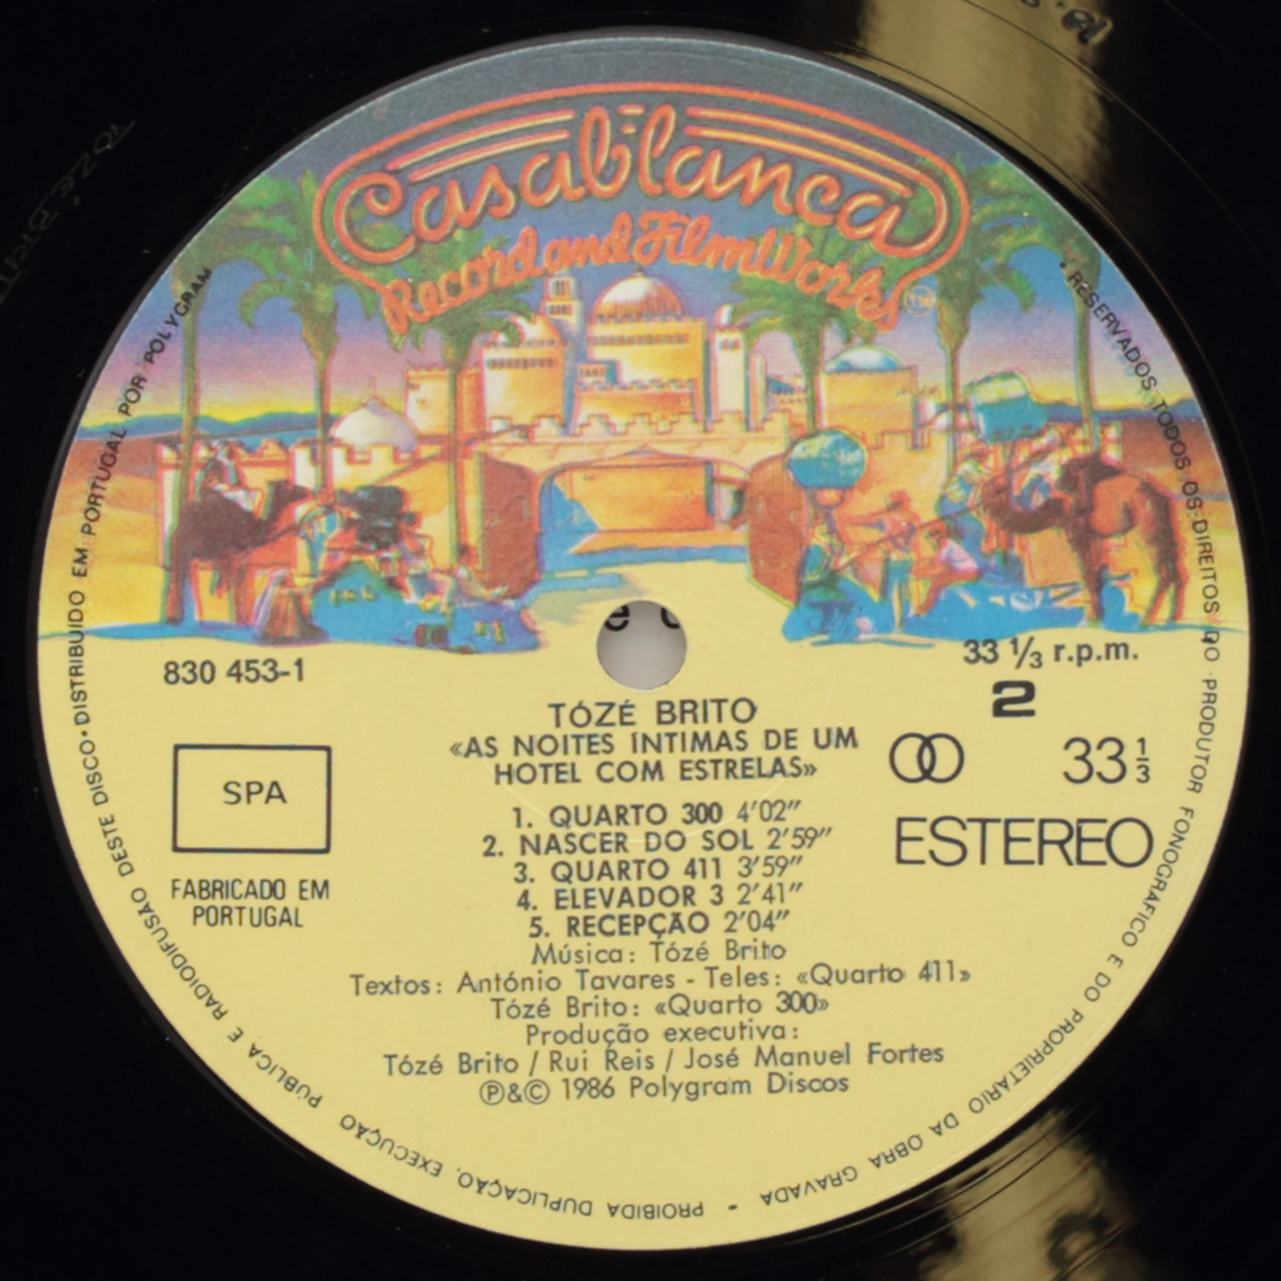 Casablanca
Record and FilmWorks
TM
830 453-1
33 1/3 r.p.m.
2
TÓZÉ BRITO
«AS NOITES ÍNTIMAS DE UM
HOTEL COM ESTRELAS»
33 1/3
SPA
ESTEREO
1. QUARTO 300 4'02"
2. NASCER DO SOL 2'59"
3. QUARTO 411 3'59"
4. ELEVADOR 3 2'41"
5. RECEPÇÃO 2'04"
FABRICADO EM
PORTUGAL
Música: Tózé Brito
Textos: António Tavares - Teles: «Quarto 411»
Tózé Brito: «Quarto 300»
Produção executiva:
Tózé Brito / Rui Reis / José Manuel Fortes
℗&© 1986 Polygram Discos
• RESERVADOS TODOS OS DIREITOS DO PRODUTOR FONOGRAFICO E DO PROPRIETARIO DA OBRA GRAVADA - PROIBIDA DUPLICAÇÃO, EXECUÇÃO PÚBLICA E RADIODIFUSÃO DESTE DISCO • DISTRIBUIDO EM PORTUGAL POR POLYGRAM